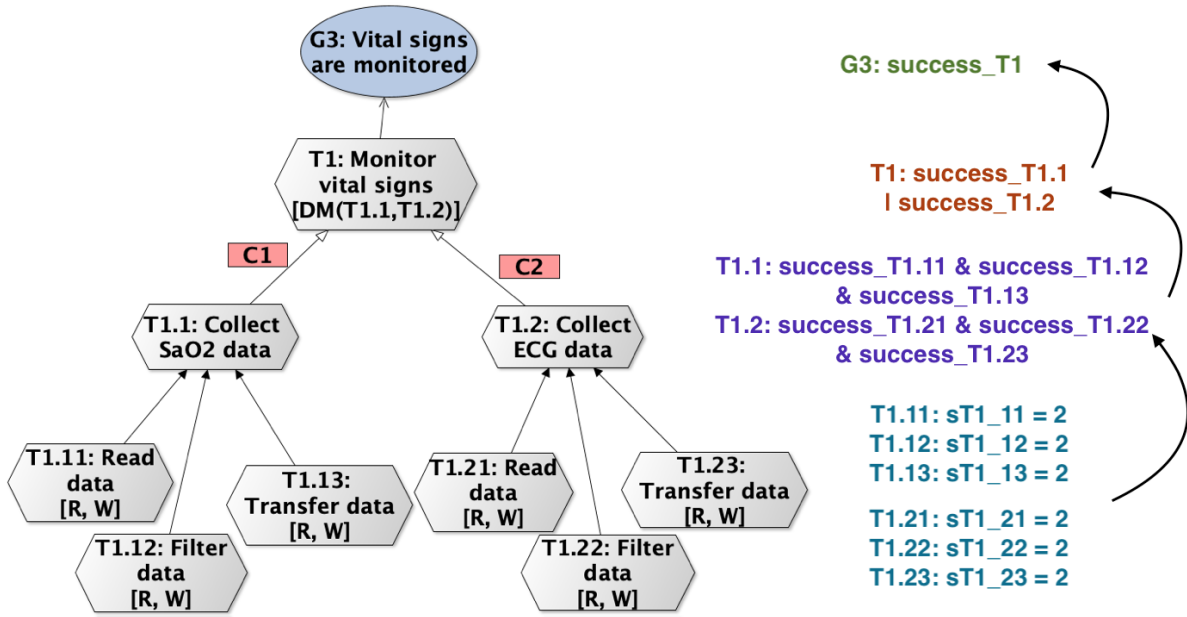 G3: Vital signs
are monitored
T1: Monitor
vital signs
[DM(T1.1,T1.2)]
C1
C2
T1.1: Collect
SaO2 data
T1.2: Collect
ECG data
T1.11: Read
data
[R, W]
T1.12: Filter
data
[R, W]
T1.13:
Transfer data
[R, W]
T1.21: Read
data
[R, W]
T1.22: Filter
data
[R, W]
T1.23:
Transfer data
[R, W]
G3: success_T1
T1: success_T1.1
| success_T1.2
T1.1: success_T1.11 & success_T1.12
& success_T1.13
T1.2: success_T1.21 & success_T1.22
& success_T1.23
T1.11: sT1_11 = 2
T1.12: sT1_12 = 2
T1.13: sT1_13 = 2
T1.21: sT1_21 = 2
T1.22: sT1_22 = 2
T1.23: sT1_23 = 2